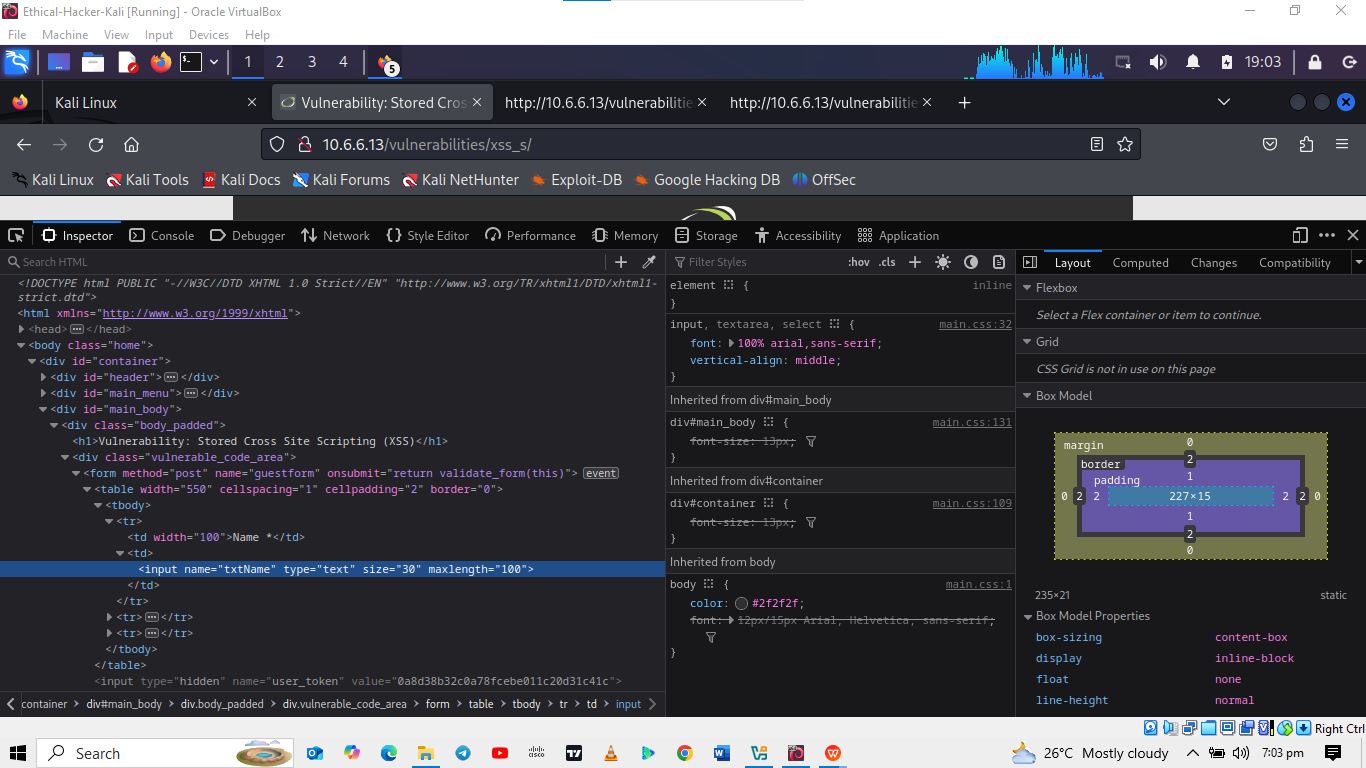 Ethical-Hacker-Kali [Running] - Oracle VirtualBox
File Machine View Input Devices Help
1 2 3 4 5 19:03
Kali Linux
Vulnerability: Stored Cros
http://10.6.6.13/vulnerabilitie
http://10.6.6.13/vulnerabilitie
10.6.6.13/vulnerabilities/xss_s/
Kali Linux Kali Tools Kali Docs Kali Forums Kali NetHunter Exploit-DB Google Hacking DB OffSec
Inspector Console Debugger Network Style Editor Performance Memory Storage Accessibility Application
Search HTML
<!DOCTYPE html PUBLIC "-//W3C//DTD XHTML 1.0 Strict//EN" "http://www.w3.org/TR/xhtml1/DTD/xhtml1-
strict.dtd">
<html xmlns="http://www.w3.org/1999/xhtml">
<head></head>
<body class="home">
<div id="container">
<div id="header"></div>
<div id="main_menu"></div>
<div id="main_body">
<div class="body_padded">
<h1>Vulnerability: Stored Cross Site Scripting (XSS)</h1>
<div class="vulnerable_code_area">
<form method="post" name="guestform" onsubmit="return validate_form(this)"> event
<table width="550" cellspacing="1" cellpadding="2" border="0">
<tbody>
<tr>
<td width="100">Name *</td>
<td>
<input name="txtName" type="text" size="30" maxlength="100">
</td>
</tr>
<tr></tr>
<tr></tr>
</tbody>
</table>
<input type="hidden" name="user_token" value="0a8d38b32c0a78fcebe011c20d31c41c">
container > div#main_body > div.body_padded > div.vulnerable_code_area > form > table > tbody > tr > td > input
Filter Styles :hov .cls
element { inline
}
input, textarea, select { main.css:32
font: 100% arial,sans-serif;
vertical-align: middle;
}
Inherited from div#main_body
div#main_body { main.css:131
font-size: 13px;
}
Inherited from div#container
div#container { main.css:109
font-size: 13px;
}
Inherited from body
body { main.css:1
color: #2f2f2f;
font: 12px/15px Arial, Helvetica, sans-serif;
}
Layout Computed Changes Compatibility
Flexbox
Select a Flex container or item to continue.
Grid
CSS Grid is not in use on this page
Box Model
margin 0
border 2
padding 1
0 2 2 227×15 2 2 0
1
2
0
235×21 static
Box Model Properties
box-sizing content-box
display inline-block
float none
line-height normal
Right Ctrl
Search
26°C Mostly cloudy 7:03 pm